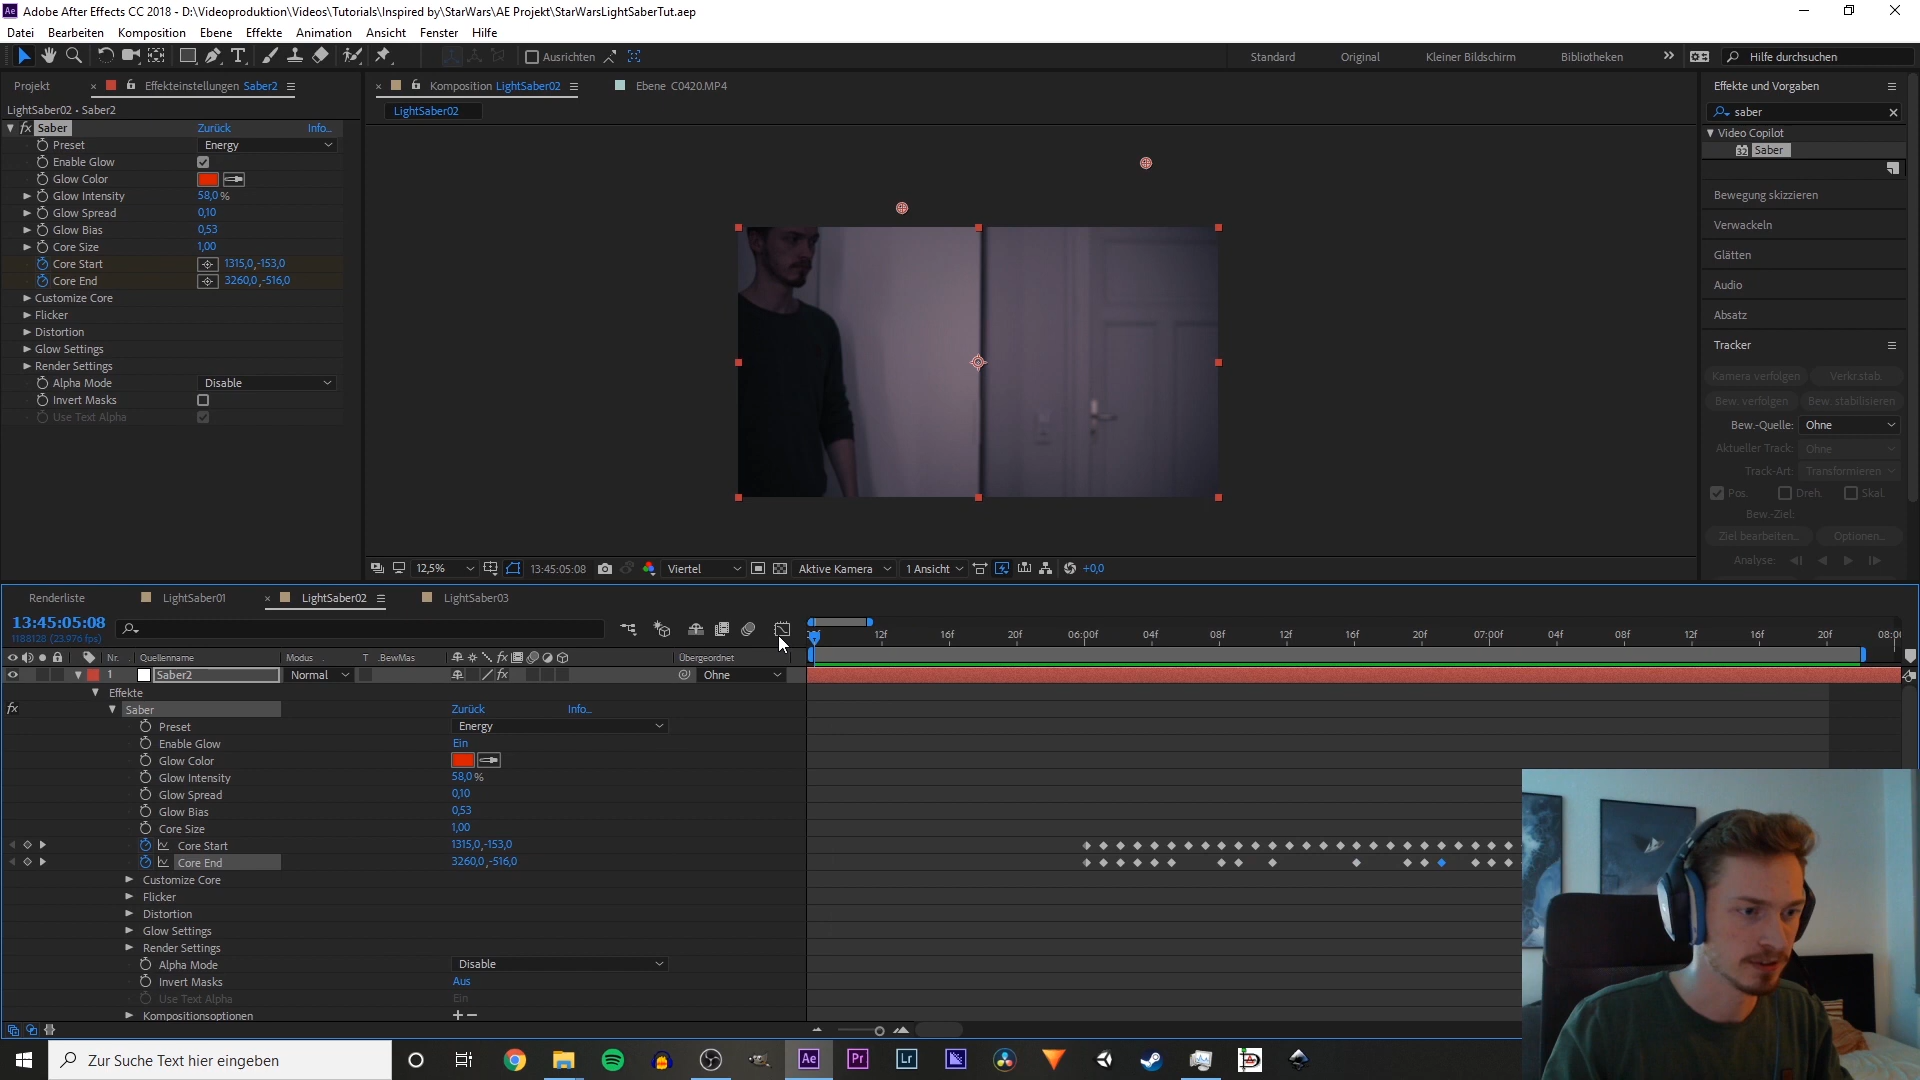 Adobe After Effects CC 2018 - D:\Videoproduktion\Videos\Tutorials\Inspired by\StarWars\AE Projekt\StarWarsLightSaberTut.aep
Datei Bearbeiten Komposition Ebene Effekte Animation Ansicht Fenster Hilfe
Ausrichten Standard Original Kleiner Bildschirm Bibliotheken Hilfe durchsuchen
Projekt Effekteinstellungen Saber2 Komposition LightSaber02 Ebene C0420.MP4
LightSaber02 • Saber2
LightSaber02
Saber Zurück Info...
Preset Energy
Enable Glow
Glow Color
Glow Intensity 58,0 %
Glow Spread 0,10
Glow Bias 0,53
Core Size 1,00
Core Start 1315,0,-153,0
Core End 3260,0,-516,0
Customize Core
Flicker
Distortion
Glow Settings
Render Settings
Alpha Mode Disable
Invert Masks
Use Text Alpha
12,5% 13:45:05:08 Viertel Aktive Kamera 1 Ansicht +0,0
Effekte und Vorgaben
saber
Video Copilot
32 Saber
Bewegung skizzieren
Verwackeln
Glätten
Audio
Absatz
Tracker
Kamera verfolgen Verkr.stab.
Bew. verfolgen Bew. stabilisieren
Bew.-Quelle: Ohne
Aktueller Track: Ohne
Track-Art: Transformieren
Pos. Dreh. Skal.
Bew.-Ziel:
Ziel bearbeiten... Optionen...
Analyse:
Renderliste LightSaber01 LightSaber02 LightSaber03
13:45:05:08
1188128 (23.976 fps)
12f 16f 20f 06:00f 04f 08f 12f 16f 20f 07:00f 04f 08f 12f 16f 20f 08:0
Nr. Quellenname Modus T .BewMas Übergeordnet
1 Saber2 Normal Ohne
Effekte
Saber Zurück Info...
Preset Energy
Enable Glow Ein
Glow Color
Glow Intensity 58,0 %
Glow Spread 0,10
Glow Bias 0,53
Core Size 1,00
Core Start 1315,0,-153,0
Core End 3260,0,-516,0
Customize Core
Flicker
Distortion
Glow Settings
Render Settings
Alpha Mode Disable
Invert Masks Aus
Use Text Alpha Ein
Kompositionsoptionen
Zur Suche Text hier eingeben
Ae Pr Lr